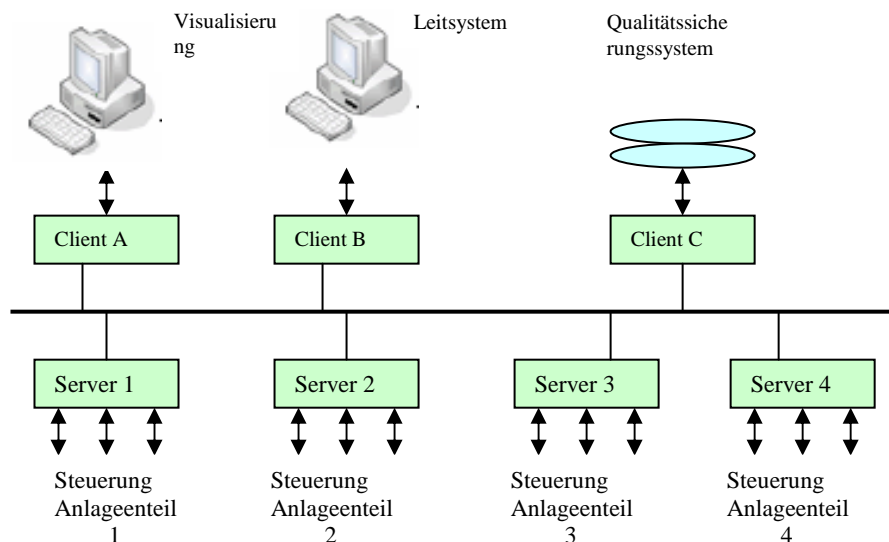 Visualisieru
ng
Leitsystem
Qualitätssiche
rungssystem
Client A
Client B
Client C
Server 1
Server 2
Server 3
Server 4
Steuerung
Anlageenteil
1
Steuerung
Anlageenteil
2
Steuerung
Anlageenteil
3
Steuerung
Anlageenteil
4